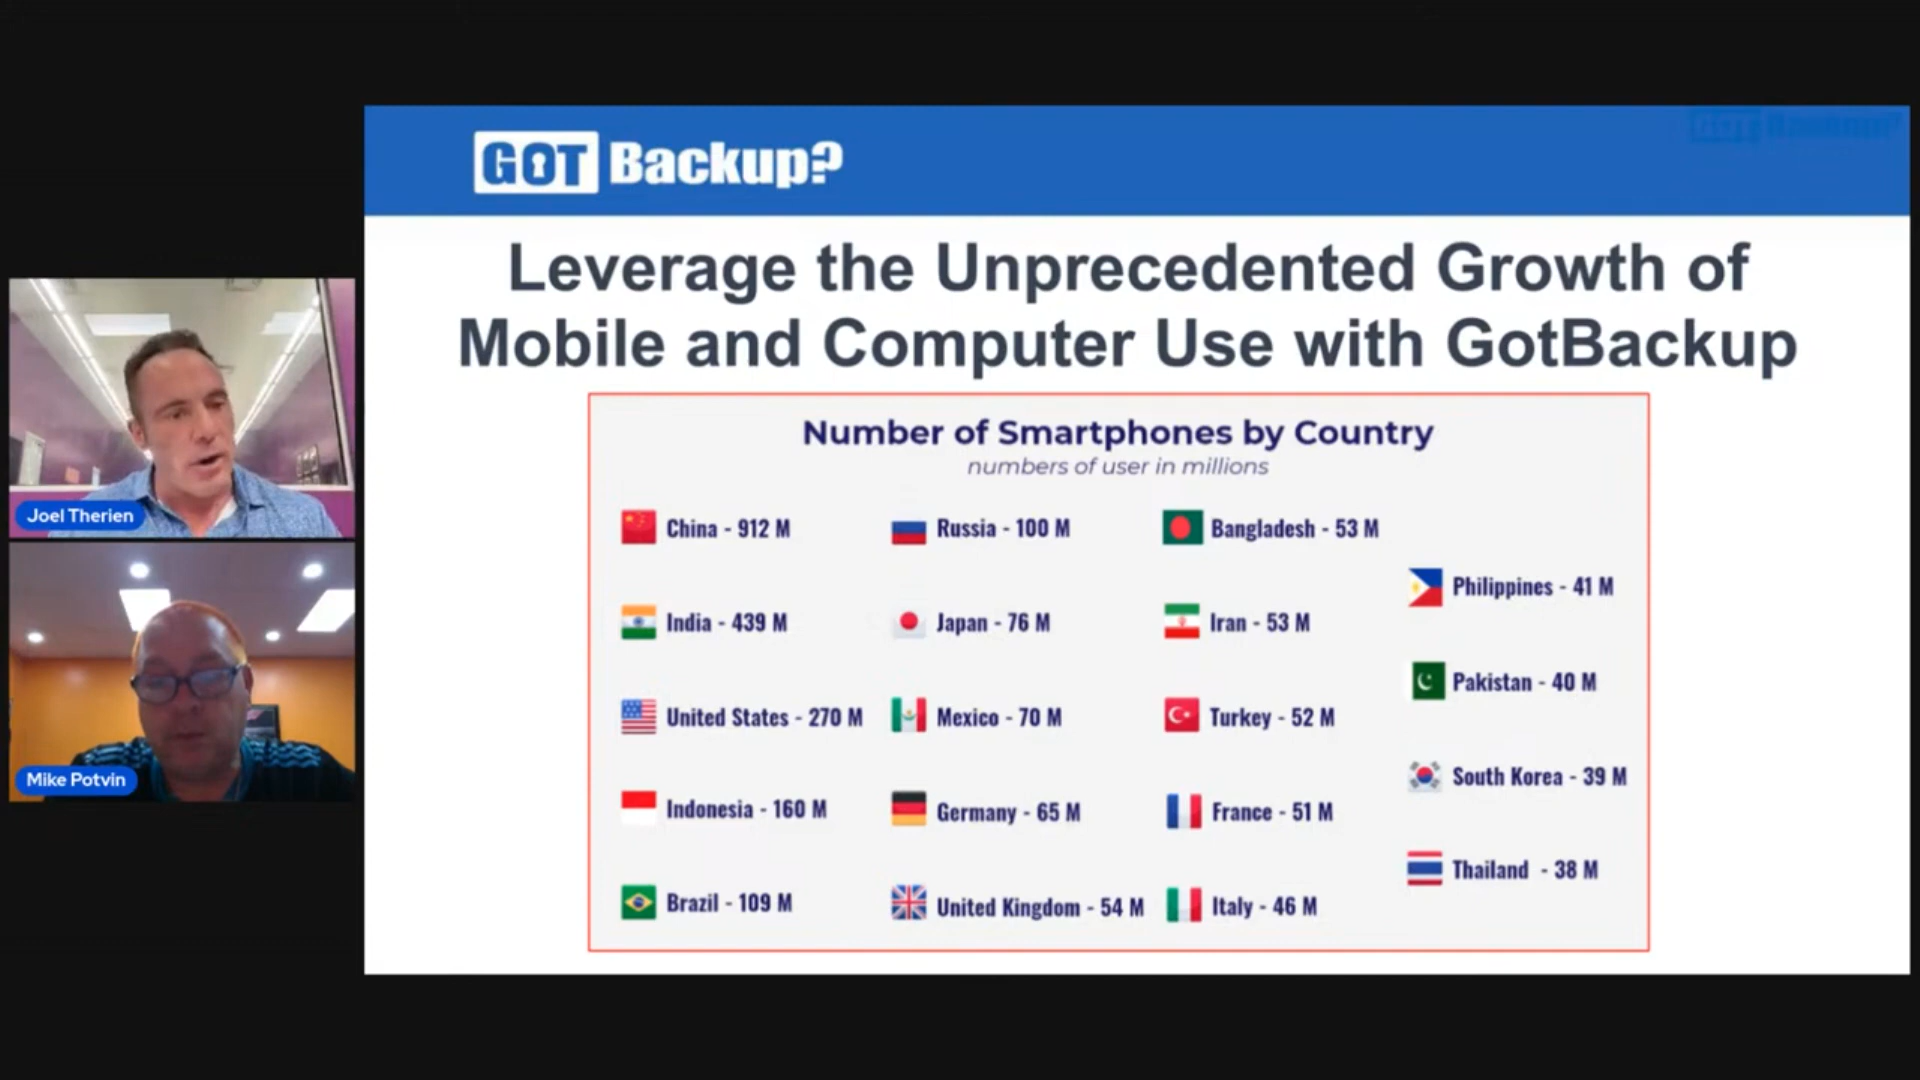 GOT Backup?
GOT Backup?
Leverage the Unprecedented Growth of
Mobile and Computer Use with GotBackup
Number of Smartphones by Country
numbers of user in millions
China - 912 M
India - 439 M
United States - 270 M
Indonesia - 160 M
Brazil - 109 M
Russia - 100 M
Japan - 76 M
Mexico - 70 M
Germany - 65 M
United Kingdom - 54 M
Bangladesh - 53 M
Iran - 53 M
Turkey - 52 M
France - 51 M
Italy - 46 M
Philippines - 41 M
Pakistan - 40 M
South Korea - 39 M
Thailand - 38 M
Joel Therien
Mike Potvin